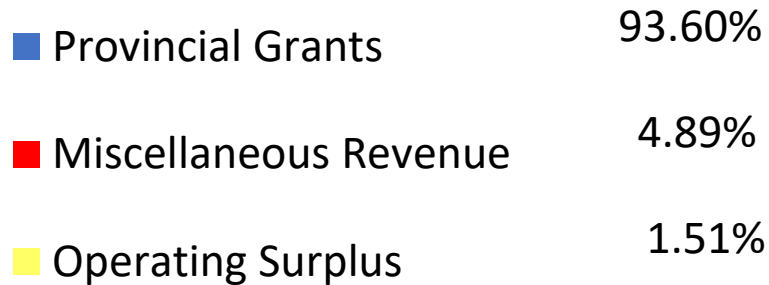 Provincial Grants 93.60%
Miscellaneous Revenue 4.89%
Operating Surplus 1.51%